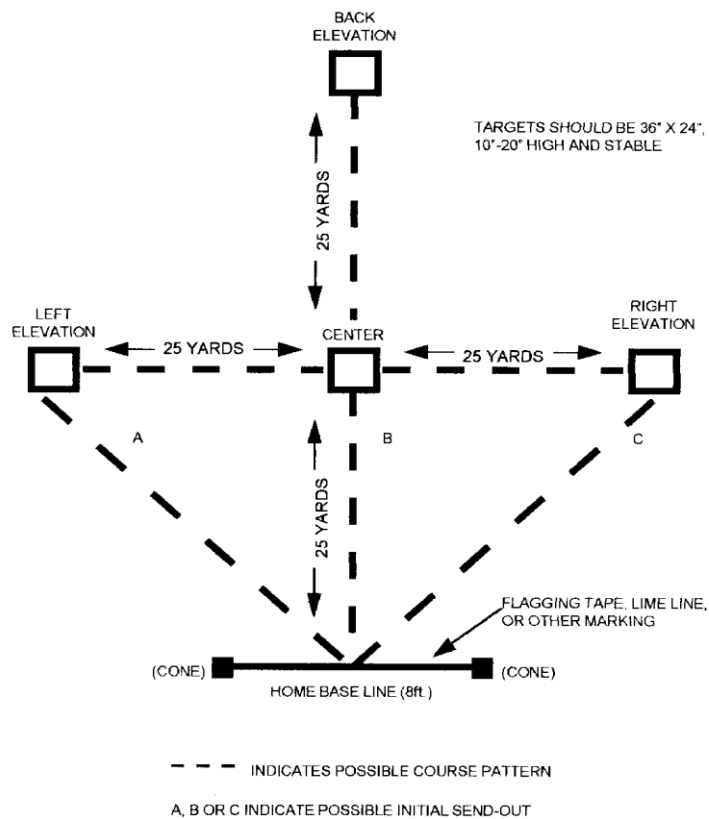 BACK
ELEVATION
TARGETS SHOULD BE 36" X 24",
10"-20" HIGH AND STABLE
25 YARDS
LEFT
ELEVATION
RIGHT
ELEVATION
25 YARDS
CENTER
25 YARDS
A
B
C
25 YARDS
FLAGGING TAPE, LIME LINE,
OR OTHER MARKING
(CONE)
(CONE)
HOME BASE LINE (8ft.)
INDICATES POSSIBLE COURSE PATTERN
A, B OR C INDICATE POSSIBLE INITIAL SEND-OUT